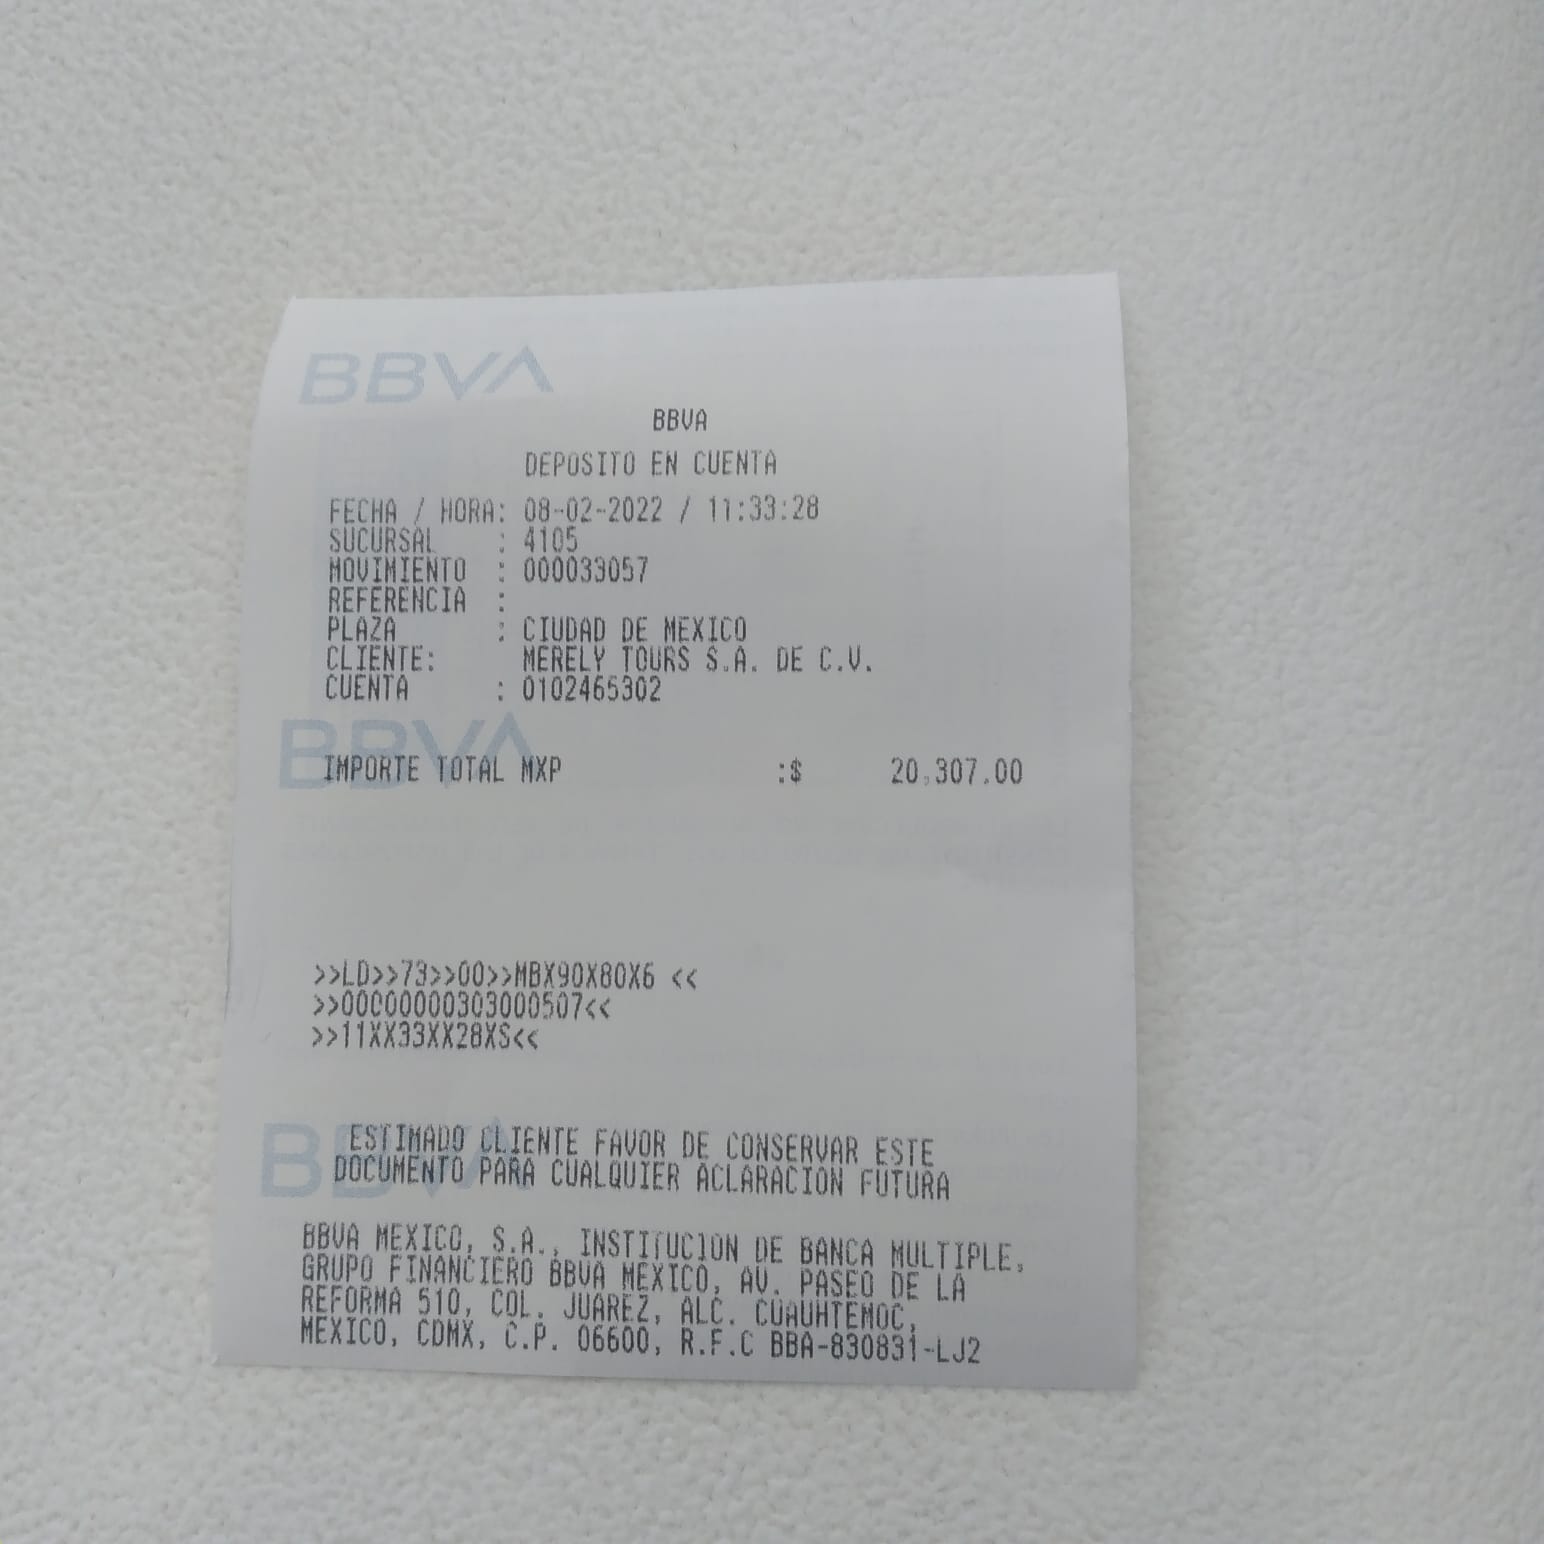 BBVA
BBVA
DEPOSITO EN CUENTA
FECHA / HORA: 08-02-2022 / 11:33:28
SUCURSAL : 4105
MOVIMIENTO : 000033057
REFERENCIA :
PLAZA : CIUDAD DE MEXICO
CLIENTE: MERELY TOURS S.A. DE C.V.
CUENTA : 0102465302
BBVA
IMPORTE TOTAL MXP :$ 20,307.00
>>LD>>73>>00>>MBX90X80X6 <<
>>00000000303000507<<
>>11XX33XX28XS<<
BBVA
ESTIMADO CLIENTE FAVOR DE CONSERVAR ESTE
DOCUMENTO PARA CUALQUIER ACLARACION FUTURA
BBVA MEXICO, S.A., INSTITUCION DE BANCA MULTIPLE,
GRUPO FINANCIERO BBVA MEXICO, AV. PASEO DE LA
REFORMA 510, COL. JUAREZ, ALC. CUAUHTEMOC,
MEXICO, CDMX, C.P. 06600, R.F.C BBA-830831-LJ2